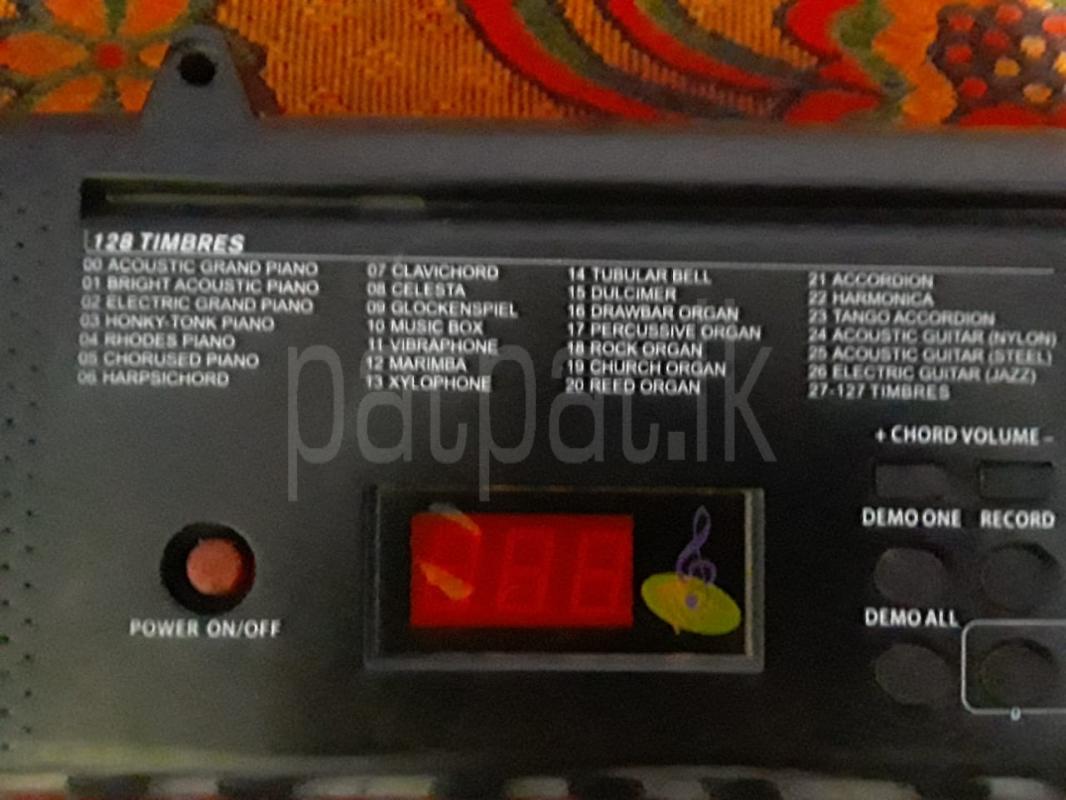 128 TIMBRES
00 ACOUSTIC GRAND PIANO
01 BRIGHT ACOUSTIC PIANO
02 ELECTRIC GRAND PIANO
03 HONKY-TONK PIANO
04 RHODES PIANO
05 CHORUSED PIANO
06 HARPSICHORD
07 CLAVICHORD
08 CELESTA
09 GLOCKENSPIEL
10 MUSIC BOX
11 VIBRAPHONE
12 MARIMBA
13 XYLOPHONE
14 TUBULAR BELL
15 DULCIMER
16 DRAWBAR ORGAN
17 PERCUSSIVE ORGAN
18 ROCK ORGAN
19 CHURCH ORGAN
20 REED ORGAN
21 ACCORDION
22 HARMONICA
23 TANGO ACCORDION
24 ACOUSTIC GUITAR (NYLON)
25 ACOUSTIC GUITAR (STEEL)
26 ELECTRIC GUITAR (JAZZ)
27-127 TIMBRES
patpat.lk
+ CHORD VOLUME -
DEMO ONE RECORD
POWER ON/OFF
DEMO ALL
0